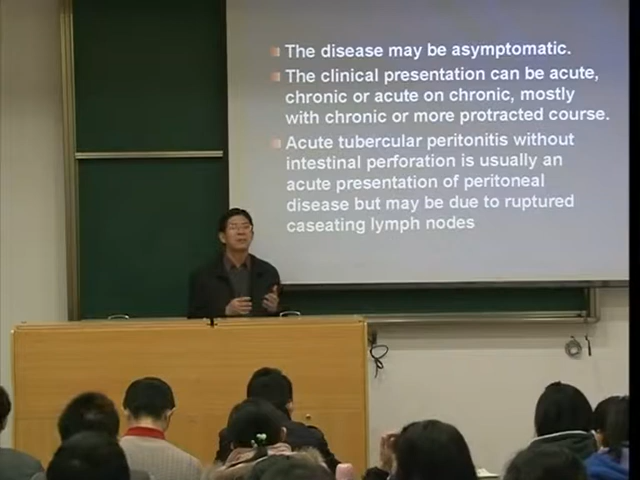 The disease may be asymptomatic.
The clinical presentation can be acute,
chronic or acute on chronic, mostly
with chronic or more protracted course.
Acute tubercular peritonitis without
intestinal perforation is usually an
acute presentation of peritoneal
disease but may be due to ruptured
caseating lymph nodes